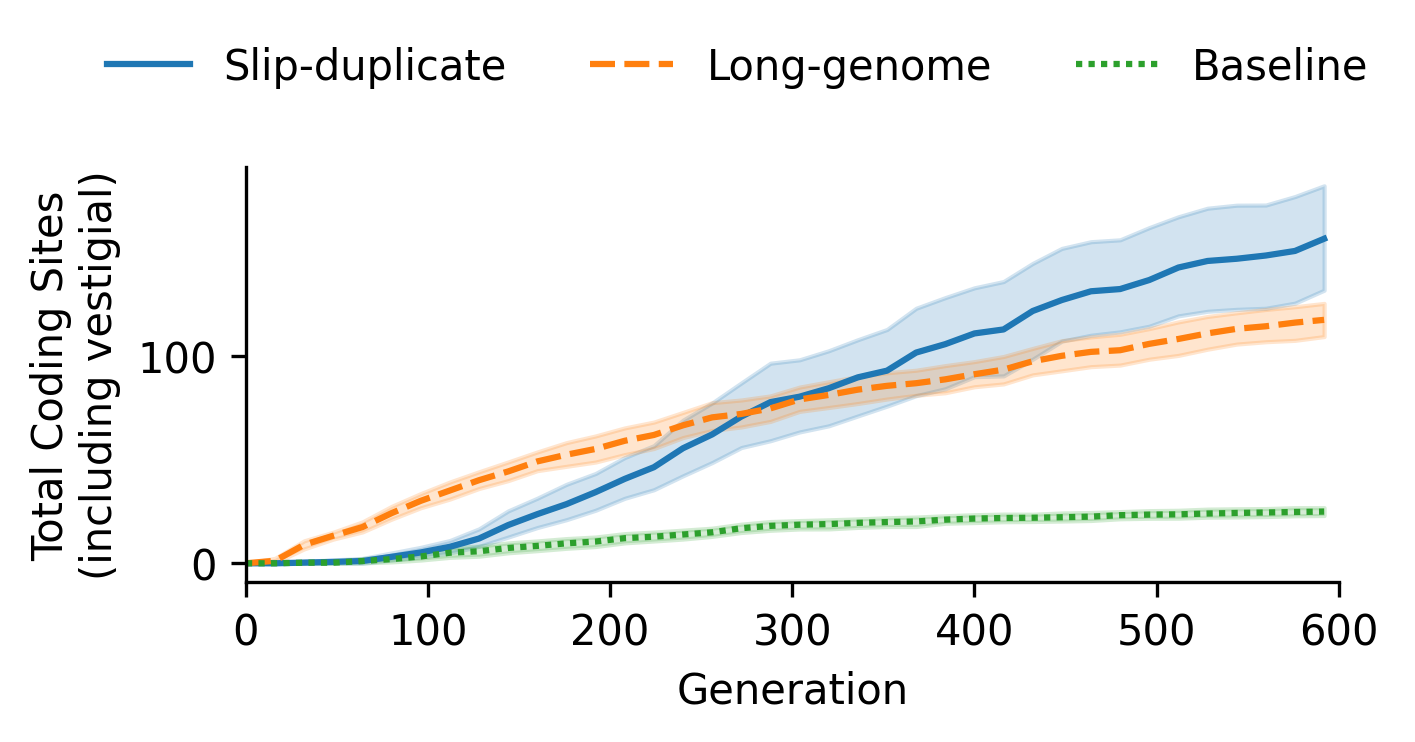 Slip-duplicate Long-genome Baseline
Total Coding Sites
(including vestigial)
100
0
0 100 200 300 400 500 600
Generation